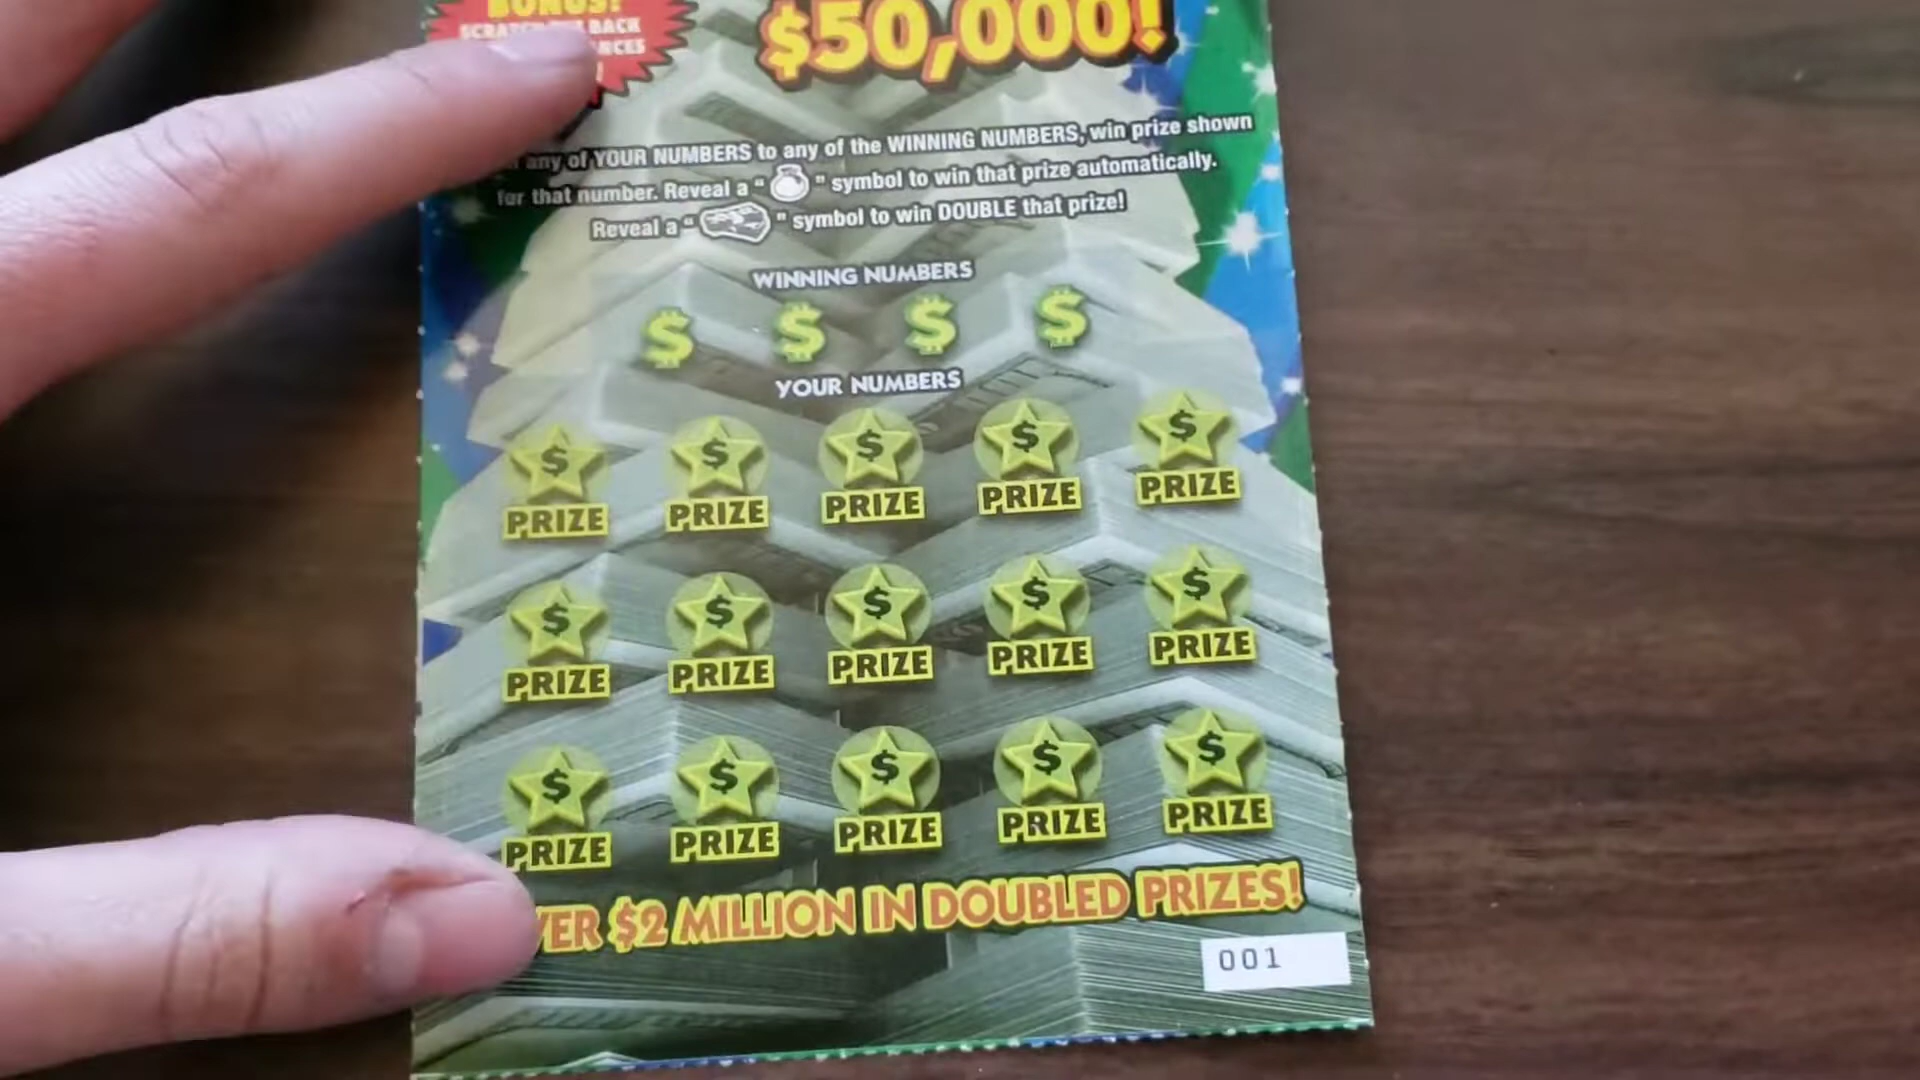 BONUS!
$50,000!
BACK
any of YOUR NUMBERS to any of the WINNING NUMBERS, win prize shown
for that number. Reveal a " " symbol to win that prize automatically.
Reveal a " " symbol to win DOUBLE that prize!
WINNING NUMBERS
$ $ $ $
YOUR NUMBERS
$ $ $ $ $
PRIZE PRIZE PRIZE PRIZE PRIZE
$ $ $ $ $
PRIZE PRIZE PRIZE PRIZE PRIZE
$ $ $ $ $
PRIZE PRIZE PRIZE PRIZE PRIZE
$2 MILLION IN DOUBLED PRIZES!
001